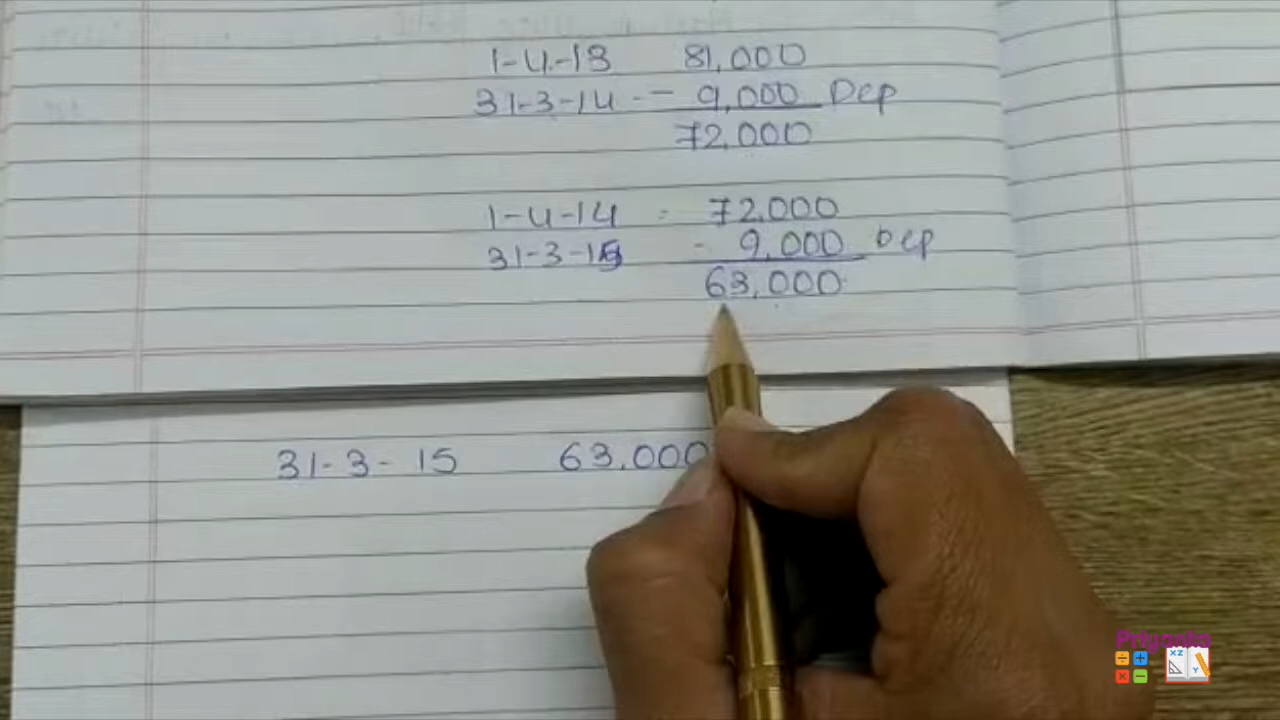 1-4-13 81,000
31-3-14 - - 9,000 Dep
72,000
1-4-14 - 72,000
31-3-15 - 9,000 Dep
63,000
31-3-15 63,000
Priyanka